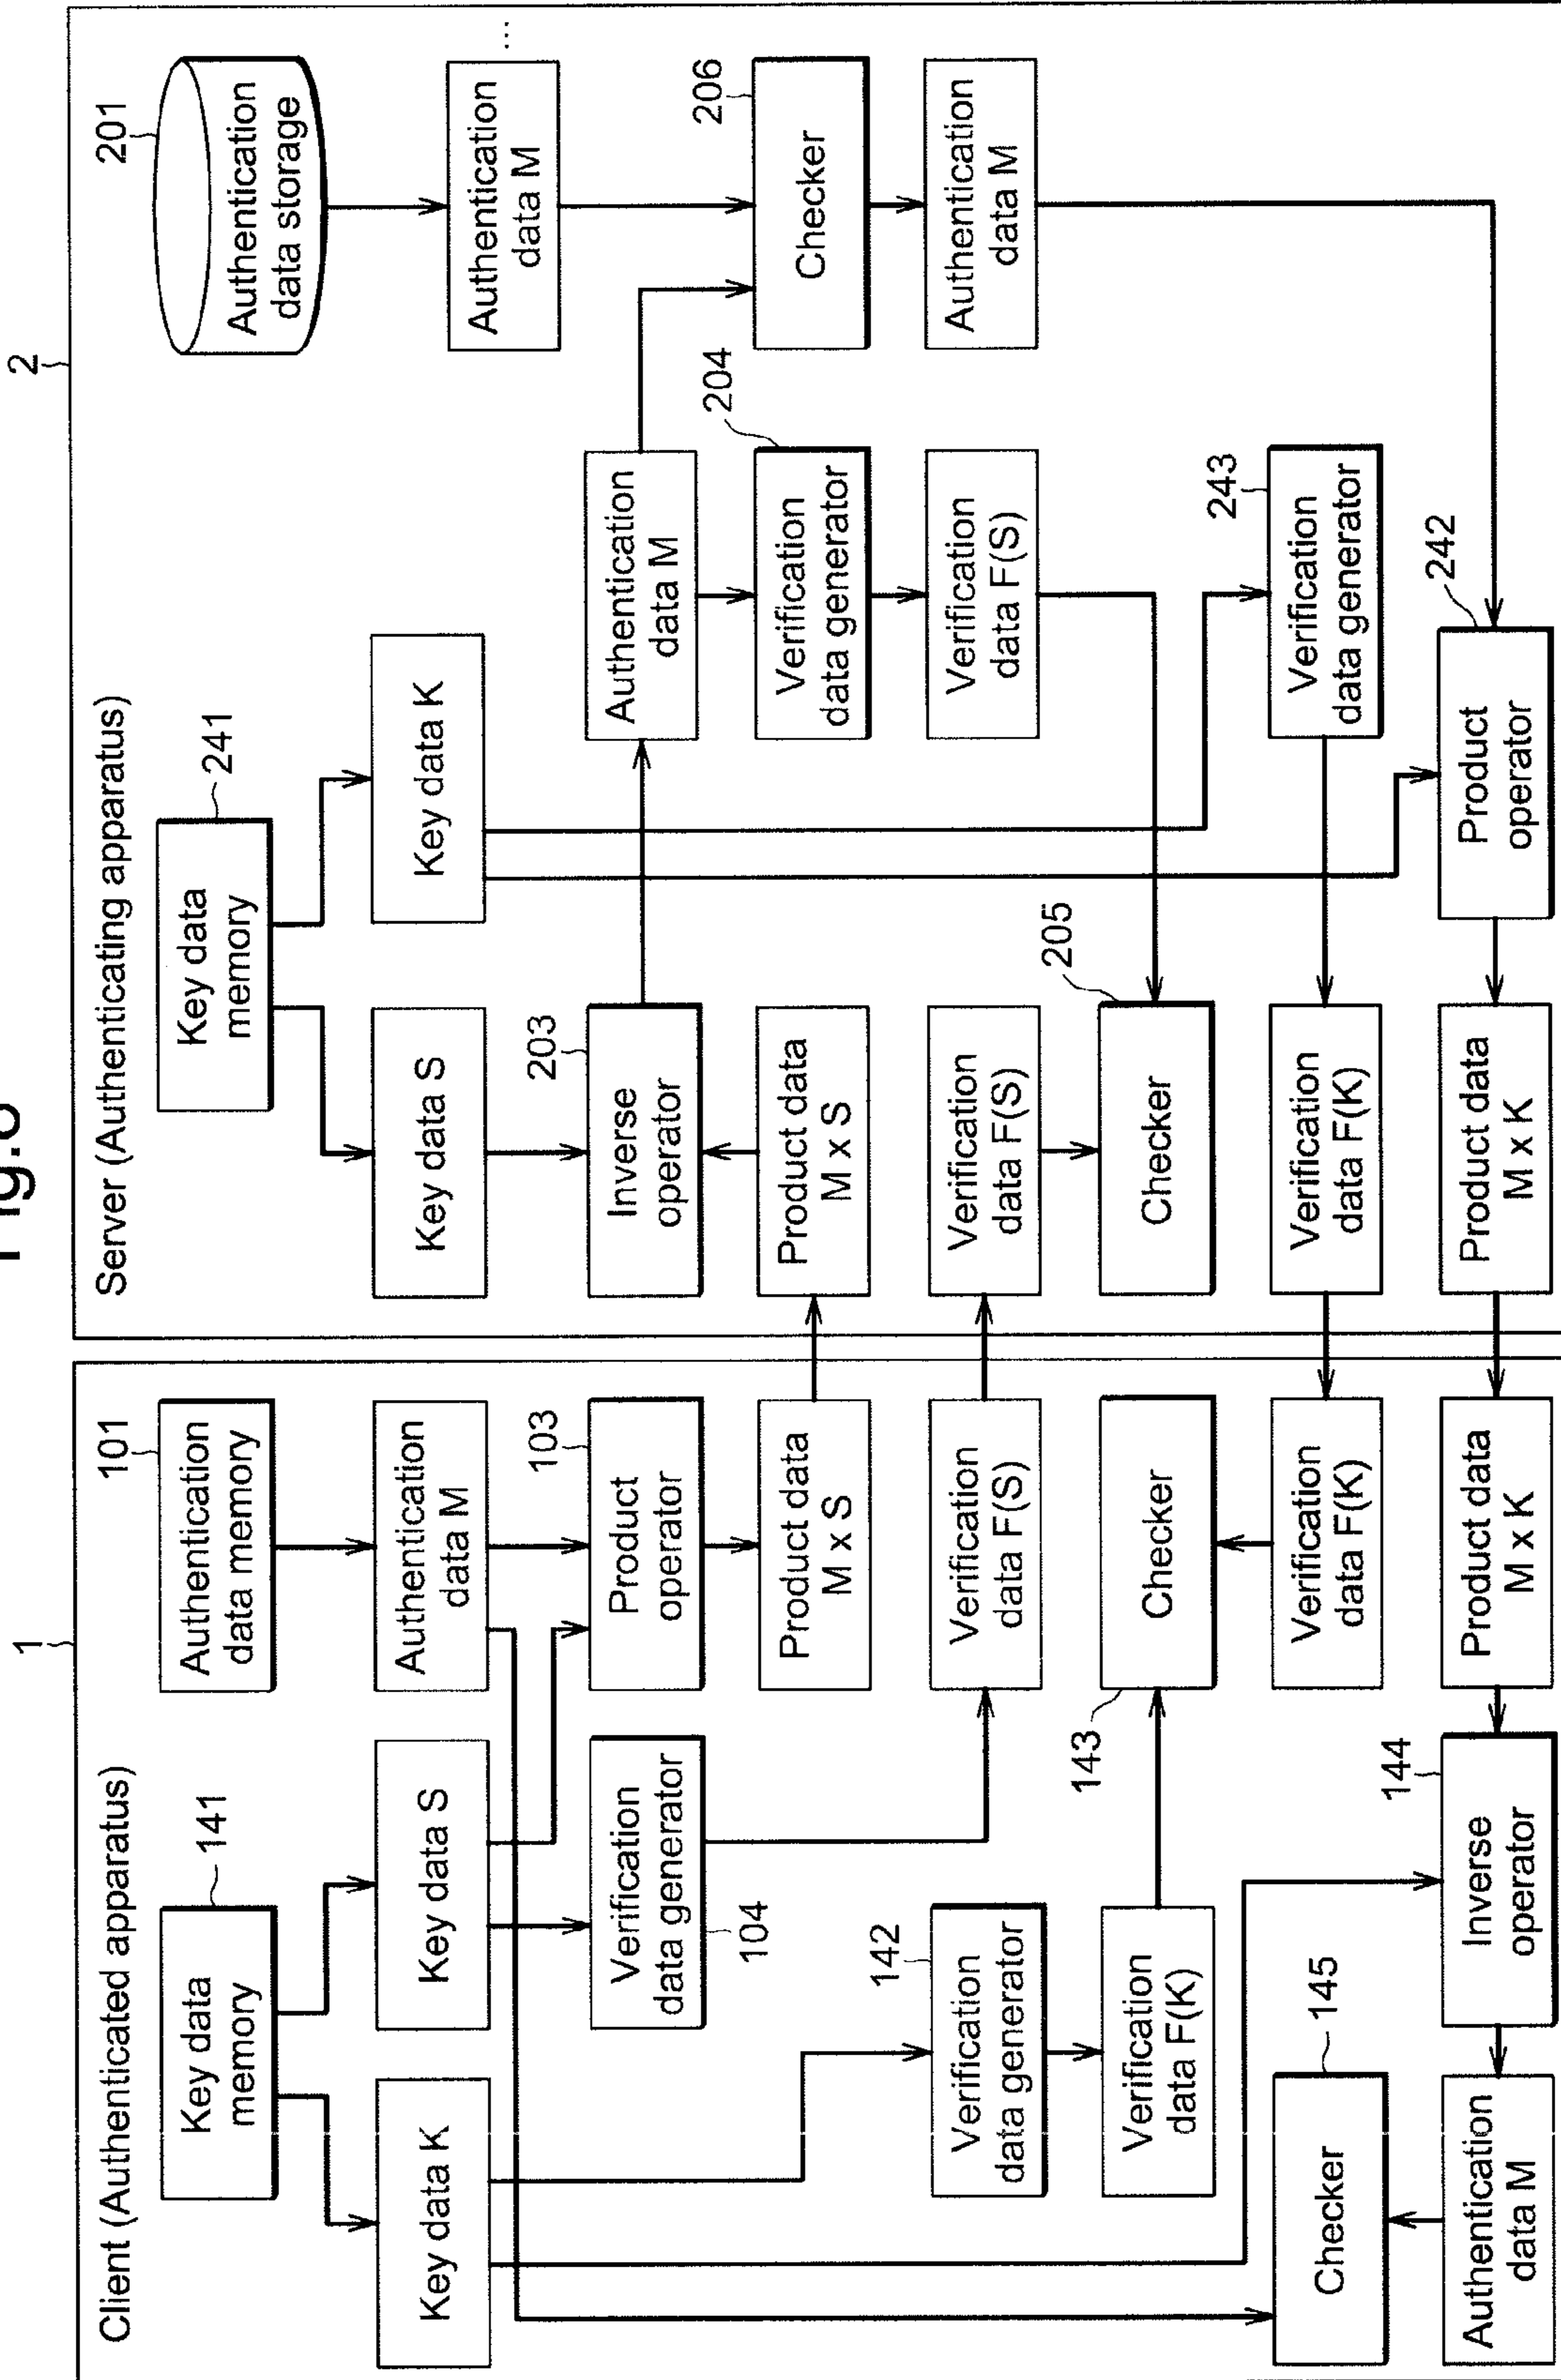 Fig.8
1
Client (Authenticated apparatus)
141
Key data
memory
101
Authentication
data memory
Key data K
Key data S
Authentication
data M
Verification
data generator
104
103
Product
operator
Product data
M x S
142
Verification
data generator
Verification
data F(S)
Verification
data F(K)
143
Checker
145
Checker
Verification
data F(K)
144
Authentication
data M
Inverse
operator
Product data
M x K
2
Server (Authenticating apparatus)
241
Key data
memory
201
Authentication
data storage
Key data S
Key data K
Authentication
data M
...
203
Inverse
operator
Authentication
data M
Product data
M x S
204
Verification
data generator
206
Checker
Verification
data F(S)
Verification
data F(S)
Authentication
data M
205
Checker
Verification
data F(K)
243
Verification
data generator
Product data
M x K
242
Product
operator